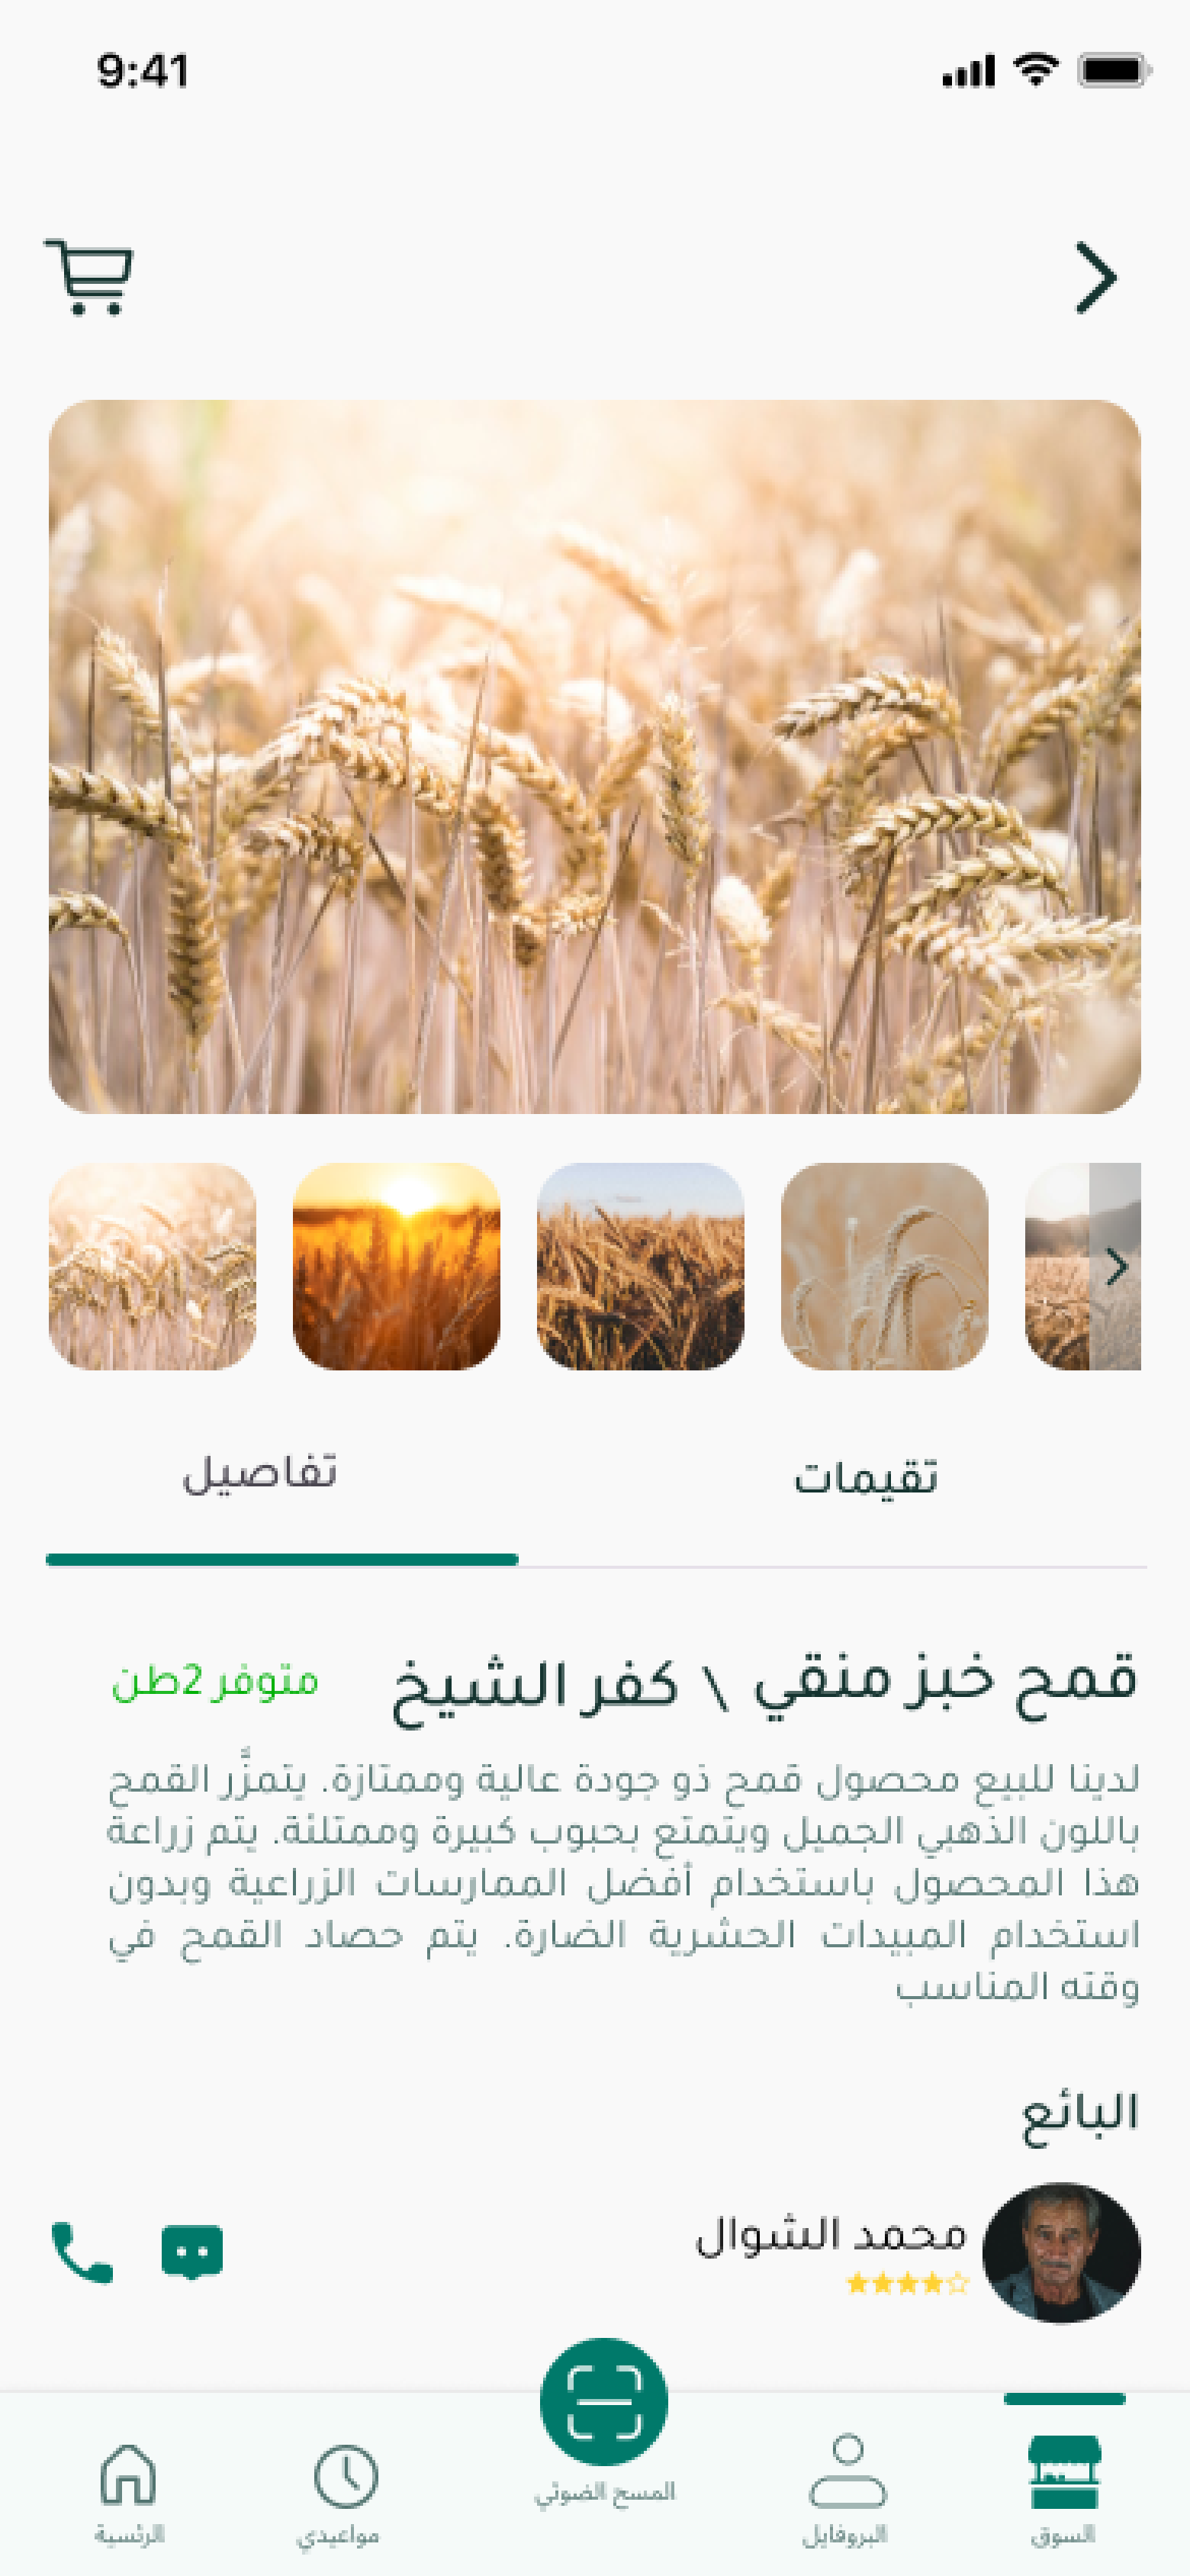 9:41
تقيمات
تفاصيل
قمح خبز منقي \ كفر الشيخ
متوفر 2طن
لدينا للبيع محصول قمح ذو جودة عالية وممتازة. يتمزَّر القمح
باللون الذهبي الجميل ويتمتع بحبوب كبيرة وممتلئة. يتم زراعة
هذا المحصول باستخدام أفضل الممارسات الزراعية وبدون
استخدام المبيدات الحشرية الضارة. يتم حصاد القمح في
وقته المناسب
البائع
محمد الشوال
السوق
البروفايل
المسح الضوئي
مواعيدي
الرئسية